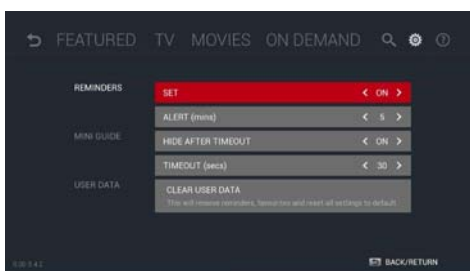 FEATURED TV MOVIES ON DEMAND
REMINDERS
SET ON
ALERT (mins) 5
MINI GUIDE
HIDE AFTER TIMEOUT ON
TIMEOUT (secs) 30
USER DATA
CLEAR USER DATA
This will remove reminders, favourites and reset all settings to default.
BACK/RETURN